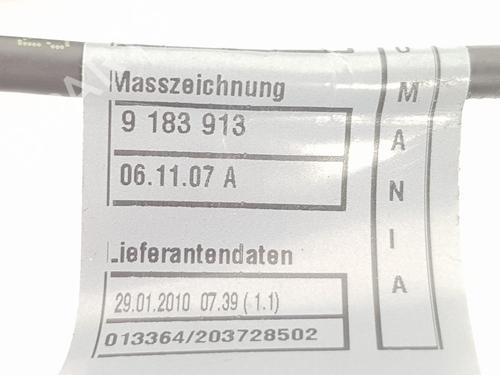 Masszeichnung
9 183 913
06.11.07 A
Lieferantendaten
29.01.2010 07.39 ( 1.1)
013364/203728502
MANIA